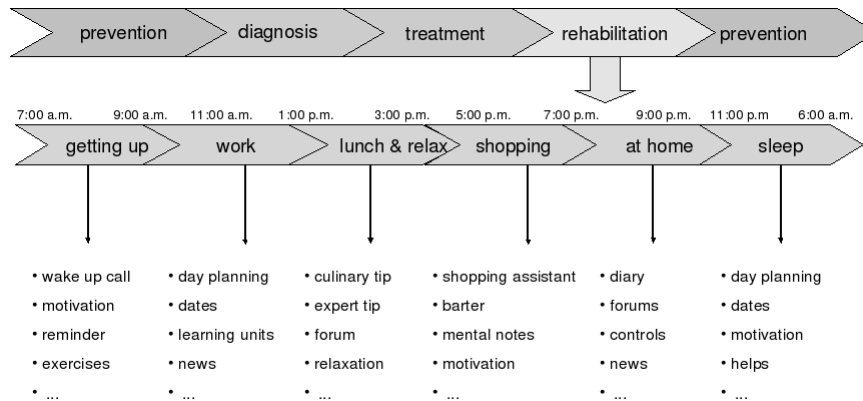 prevention diagnosis treatment rehabilitation prevention
7:00 a.m. 9:00 a.m. 11:00 a.m. 1:00 p.m. 3:00 p.m. 5:00 p.m. 7:00 p.m. 9:00 p.m. 11:00 p.m 6:00 a.m.
getting up work lunch & relax shopping at home sleep
• wake up call • day planning • culinary tip • shopping assistant • diary • day planning
• motivation • dates • expert tip • barter • forums • dates
• reminder • learning units • forum • mental notes • controls • motivation
• exercises • news • relaxation • motivation • news • helps
• ... • ... • ... • ... • ... • ...